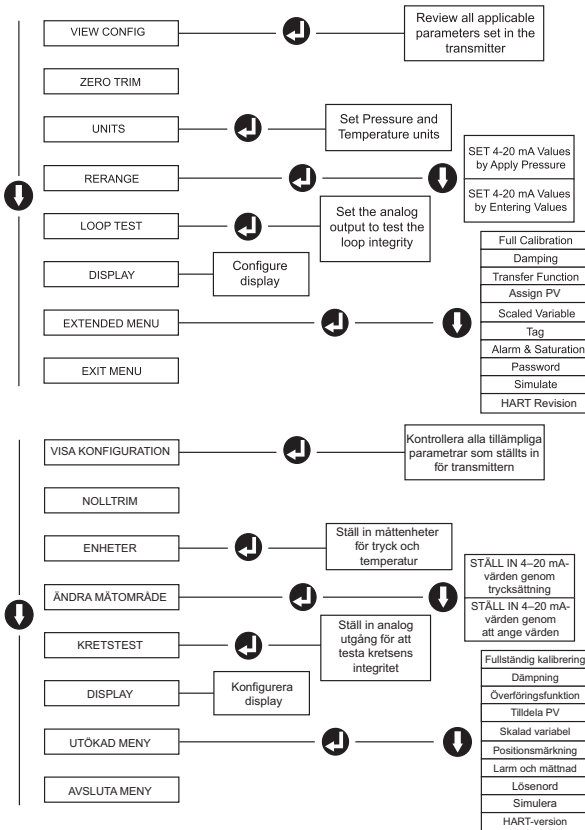 VIEW CONFIG
Review all applicable
parameters set in the
transmitter
ZERO TRIM
UNITS
Set Pressure and
Temperature units
RERANGE
SET 4-20 mA Values
by Apply Pressure
SET 4-20 mA Values
by Entering Values
LOOP TEST
Set the analog
output to test the
loop integrity
DISPLAY
Configure
display
EXTENDED MENU
Full Calibration
Damping
Transfer Function
Assign PV
Scaled Variable
Tag
Alarm & Saturation
Password
Simulate
HART Revision
EXIT MENU
VISA KONFIGURATION
Kontrollera alla tillämpliga
parametrar som ställts in
för transmittern
NOLLTRIM
ENHETER
Ställ in måttenheter
för tryck och
temperatur
ÄNDRA MÄTOMRÅDE
STÄLL IN 4–20 mA-
värden genom
trycksättning
STÄLL IN 4–20 mA-
värden genom
att ange värden
KRETSTEST
Ställ in analog
utgång för att
testa kretsens
integritet
DISPLAY
Konfigurera
display
UTÖKAD MENY
Fullständig kalibrering
Dämpning
Överföringsfunktion
Tilldela PV
Skalad variabel
Positionsmärkning
Larm och mättnad
Lösenord
Simulera
HART-version
AVSLUTA MENY